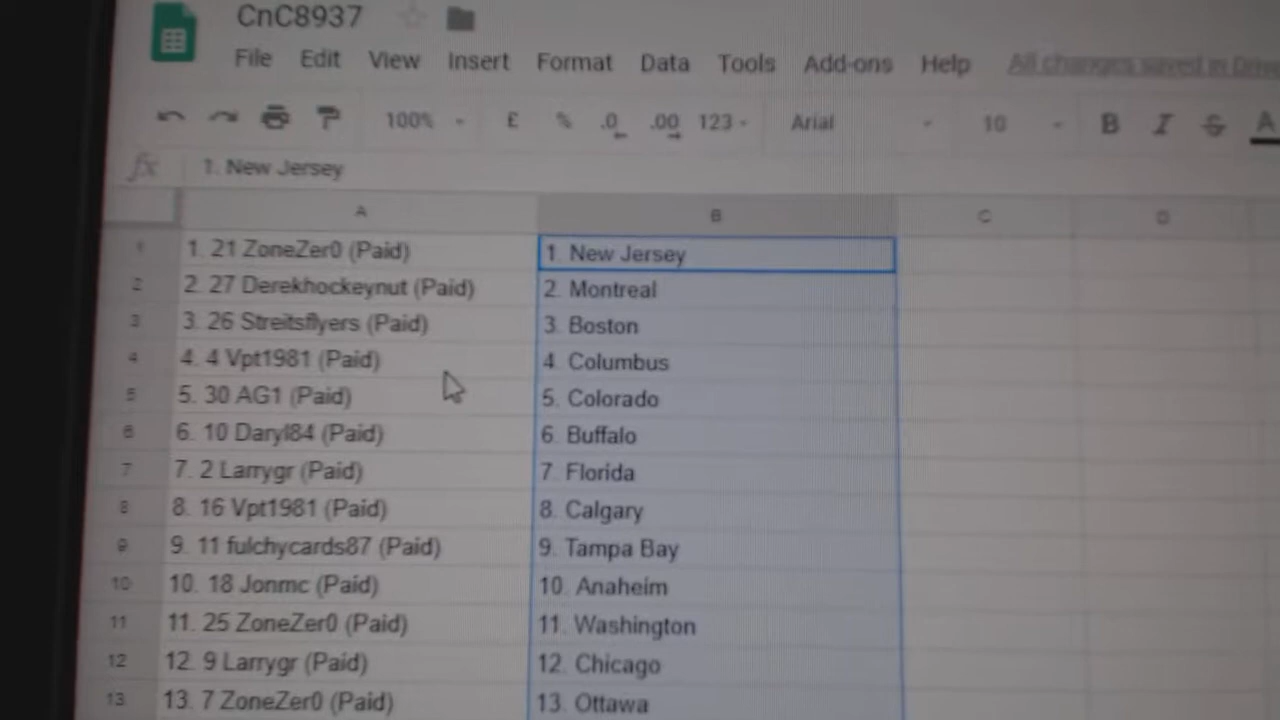 CnC8937
File Edit View Insert Format Data Tools Add-ons Help All changes saved in Drive
100% £ % .0 .00 123 Arial 10 B I S A
fx 1. New Jersey
A B C D
1 1. 21 ZoneZer0 (Paid) 1. New Jersey
2 2. 27 Derekhockeynut (Paid) 2. Montreal
3 3. 26 Streitsflyers (Paid) 3. Boston
4 4. 4 Vpt1981 (Paid) 4. Columbus
5 5. 30 AG1 (Paid) 5. Colorado
6 6. 10 Daryl84 (Paid) 6. Buffalo
7 7. 2 Larrygr (Paid) 7. Florida
8 8. 16 Vpt1981 (Paid) 8. Calgary
9 9. 11 fulchycards87 (Paid) 9. Tampa Bay
10 10. 18 Jonmc (Paid) 10. Anaheim
11 11. 25 ZoneZer0 (Paid) 11. Washington
12 12. 9 Larrygr (Paid) 12. Chicago
13 13. 7 ZoneZer0 (Paid) 13. Ottawa